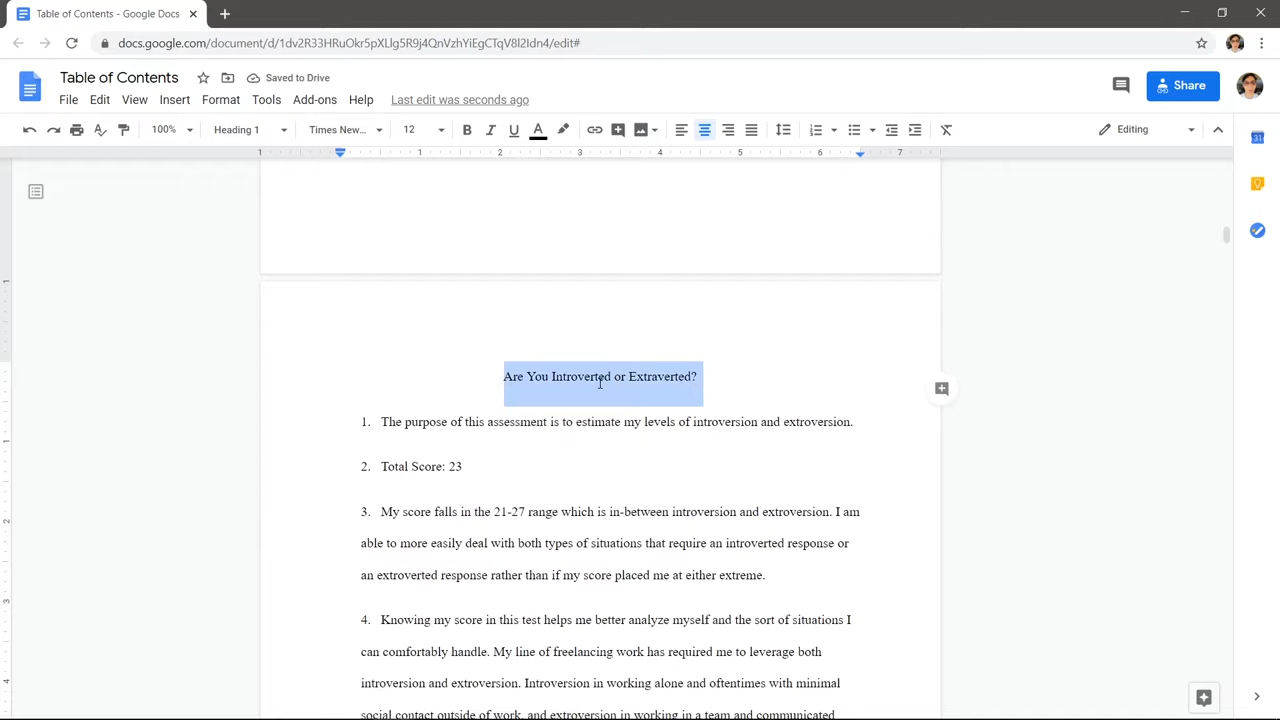 Table of Contents - Google Docs
docs.google.com/document/d/1dv2R33HRuOkr5pXLlg5R9j4QnVzhYiEgCTqV8l2Idn4/edit#
Table of Contents
Saved to Drive
File Edit View Insert Format Tools Add-ons Help Last edit was seconds ago
Share
100% Heading 1 Times New... 12 B I U A Editing
1 1 2 3 4 5 6 7
Are You Introverted or Extraverted?
1. The purpose of this assessment is to estimate my levels of introversion and extroversion.
2. Total Score: 23
3. My score falls in the 21-27 range which is in-between introversion and extroversion. I am
able to more easily deal with both types of situations that require an introverted response or
an extroverted response rather than if my score placed me at either extreme.
4. Knowing my score in this test helps me better analyze myself and the sort of situations I
can comfortably handle. My line of freelancing work has required me to leverage both
introversion and extroversion. Introversion in working alone and oftentimes with minimal
social contact outside of work, and extroversion in working in a team and communicated